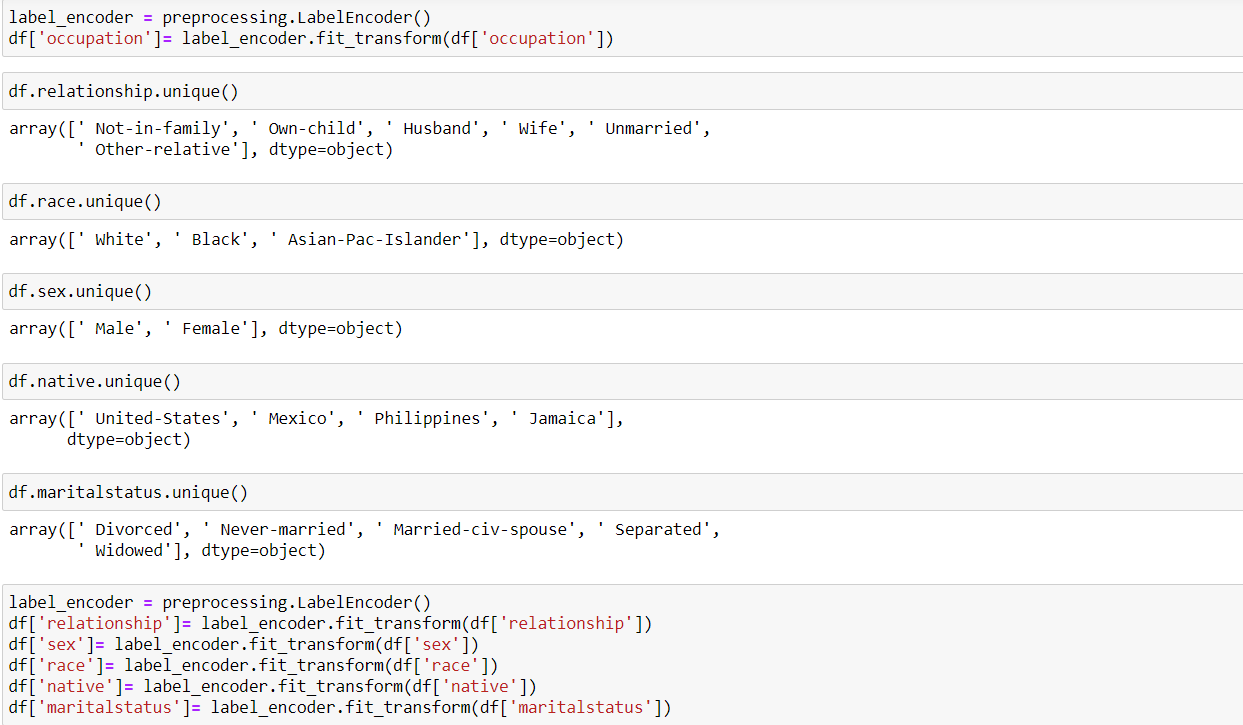 label_encoder = preprocessing.LabelEncoder()
df['occupation']= label_encoder.fit_transform(df['occupation'])
df.relationship.unique()
array([' Not-in-family', ' Own-child', ' Husband', ' Wife', ' Unmarried',
       ' Other-relative'], dtype=object)
df.race.unique()
array([' White', ' Black', ' Asian-Pac-Islander'], dtype=object)
df.sex.unique()
array([' Male', ' Female'], dtype=object)
df.native.unique()
array([' United-States', ' Mexico', ' Philippines', ' Jamaica'],
      dtype=object)
df.maritalstatus.unique()
array([' Divorced', ' Never-married', ' Married-civ-spouse', ' Separated',
       ' Widowed'], dtype=object)
label_encoder = preprocessing.LabelEncoder()
df['relationship']= label_encoder.fit_transform(df['relationship'])
df['sex']= label_encoder.fit_transform(df['sex'])
df['race']= label_encoder.fit_transform(df['race'])
df['native']= label_encoder.fit_transform(df['native'])
df['maritalstatus']= label_encoder.fit_transform(df['maritalstatus'])